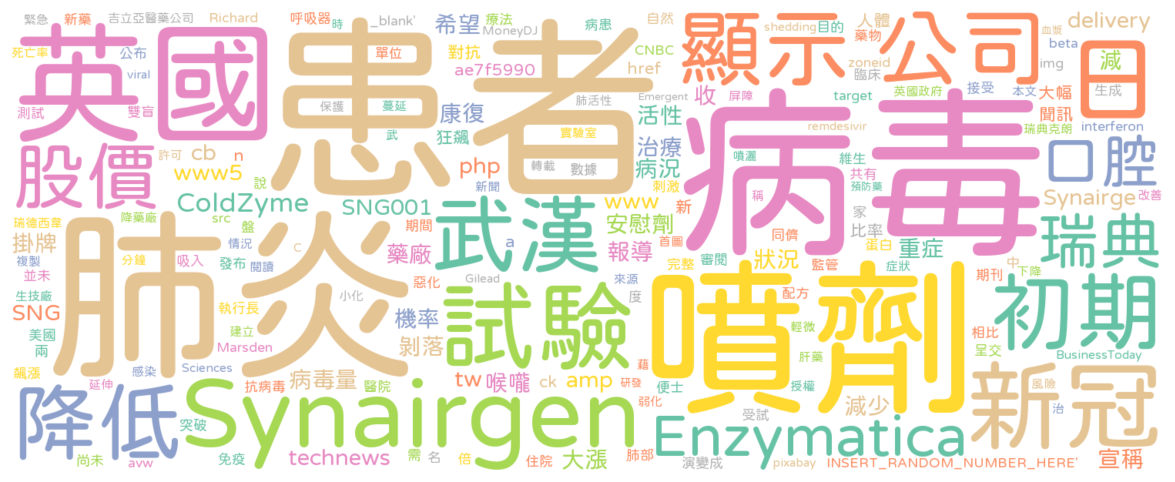 緊急 新藥 吉立亞醫藥公司 Richard 呼吸器 時 _blank' 希望 療法 MoneyDJ 病患 shedding 目的 自然 人體 delivery 血漿
死亡率 公布 viral 單位 對抗 ae7f5990 CNBC href 藥物 zoneid 臨床 beta img 減
英國 患者 顯示 公司 日
測試 雙盲 保護 蔓延 武 康復 狂飆 肺活性 Emergent 活性 收 屏障 target 英國政府 接受 本文 大幅 生成 聞訊 瑞典克朗 interferon
股價 許可 cb n www5 php 實驗室 轉載 數據 治療 病況 remdesivir 噴灑 維生 共有 預防藥 病毒 口腔
說 ColdZyme SNG001 新聞 www 刺激 新 稱 家 Synairge 改善
瑞德西韋 掛牌 降藥廠 src 盤 期間 a 武漢 安慰劑 首圖 同儕 比率 蛋白 重症 瑞典
複製 並未 分鐘 情況 吸入 發布 閱讀 C 藥廠 報導 完整 審閱 狀況 監管 症狀 中 期刊 下降
肺炎 小化 惡化 Gilead 來源 度
生技廠 SNG 美國 兩 執行長 建立 Marsden 機率 剝落 試驗 噴劑 配方 輕微 肝藥 相比 呈交 初期 BusinessToday
飆漲 延伸 感染 Sciences 抗病毒 病毒量 醫院 tw 喉嚨 ck amp 藉 研發 便士 弱化 授權 減少 風險 治 新冠
降低 突破 Synairgen 受試 Enzymatica
尚未 avw 免疫 technews 需 名 倍 住院 大漲 肺部 演變成 pixabay INSERT_RANDOM_NUMBER_HERE' 宣稱